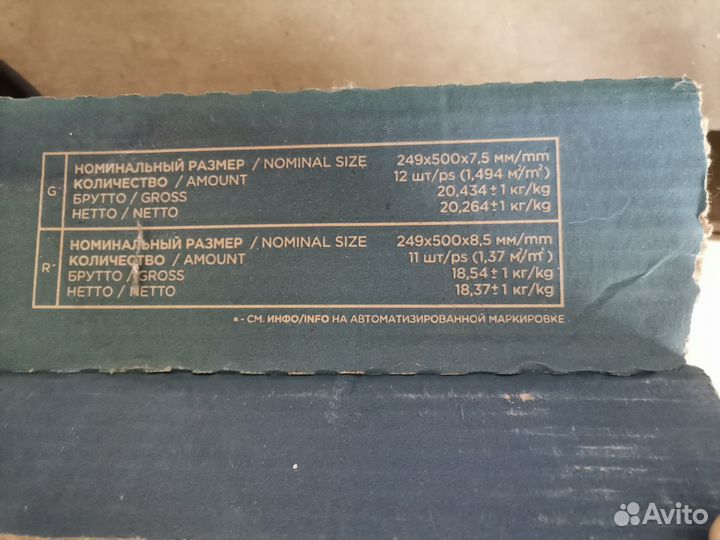 G
НОМИНАЛЬНЫЙ РАЗМЕР / NOMINAL SIZE 249x500x7,5 мм/mm
КОЛИЧЕСТВО / AMOUNT 12 шт/ps (1,494 м²/m²)
БРУТТО / GROSS 20,434±1 кг/kg
НЕТТО / NETTO 20,264±1 кг/kg
R
НОМИНАЛЬНЫЙ РАЗМЕР / NOMINAL SIZE 249x500x8,5 мм/mm
КОЛИЧЕСТВО / AMOUNT 11 шт/ps (1,37 м²/m²)
БРУТТО / GROSS 18,54±1 кг/kg
НЕТТО / NETTO 18,37±1 кг/kg
* - СМ. ИНФО/INFO НА АВТОМАТИЗИРОВАННОЙ МАРКИРОВКЕ
Avito